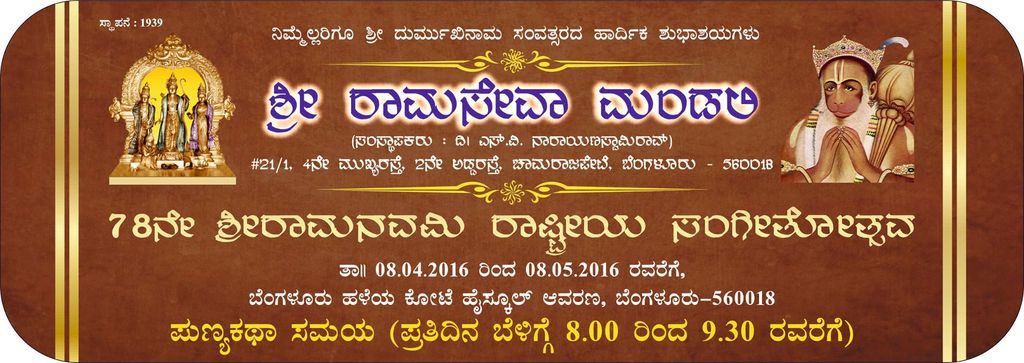 ಸ್ಥಾಪನೆ : 1939
ನಿಮ್ಮೆಲ್ಲರಿಗೂ ಶ್ರೀ ದುರ್ಮುಖಿನಾಮ ಸಂವತ್ಸರದ ಹಾರ್ದಿಕ ಶುಭಾಶಯಗಳು
ಶ್ರೀ ರಾಮಸೇವಾ ಮಂಡಲಿ
(ಸಂಸ್ಥಾಪಕರು : ದಿ। ಎಸ್.ವಿ. ನಾರಾಯಣಸ್ವಾಮಿರಾವ್)
#21/1, 4ನೇ ಮುಖ್ಯರಸ್ತೆ, 2ನೇ ಅಡ್ಡರಸ್ತೆ, ಚಾಮರಾಜಪೇಟೆ, ಬೆಂಗಳೂರು - 560018
78ನೇ ಶ್ರೀರಾಮನವಮಿ ರಾಷ್ಟ್ರೀಯ ಸಂಗೀತೋತ್ಸವ
ತಾ॥ 08.04.2016 ರಿಂದ 08.05.2016 ರವರೆಗೆ,
ಬೆಂಗಳೂರು ಹಳೆಯ ಕೋಟೆ ಹೈಸ್ಕೂಲ್ ಆವರಣ, ಬೆಂಗಳೂರು-560018
ಪುಣ್ಯಕಥಾ ಸಮಯ (ಪ್ರತಿದಿನ ಬೆಳಿಗ್ಗೆ 8.00 ರಿಂದ 9.30 ರವರೆಗೆ)